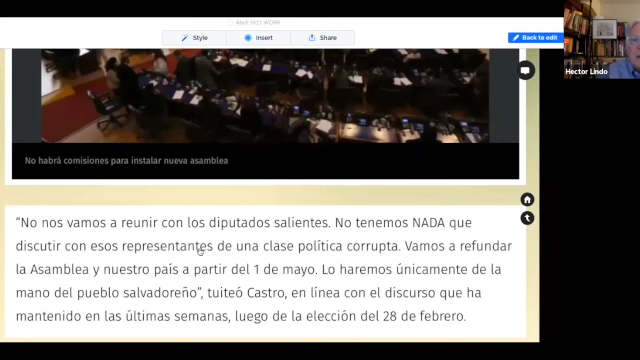 Abril 1921 WORK
Style
Insert
Share
Back to edit
Hector Lindo
No habrá comisiones para instalar nueva asamblea
“No nos vamos a reunir con los diputados salientes. No tenemos NADA que
discutir con esos representantes de una clase política corrupta. Vamos a refundar
la Asamblea y nuestro país a partir del 1 de mayo. Lo haremos únicamente de la
mano del pueblo salvadoreño”, tuiteó Castro, en línea con el discurso que ha
mantenido en las últimas semanas, luego de la elección del 28 de febrero.